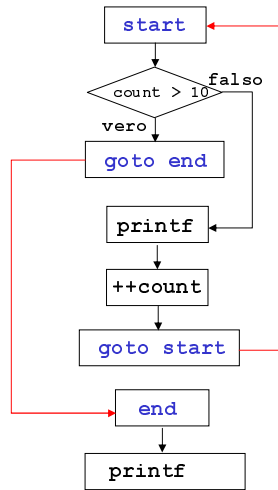 start
falso
count > 10
vero
goto end
printf
++count
goto start
end
printf